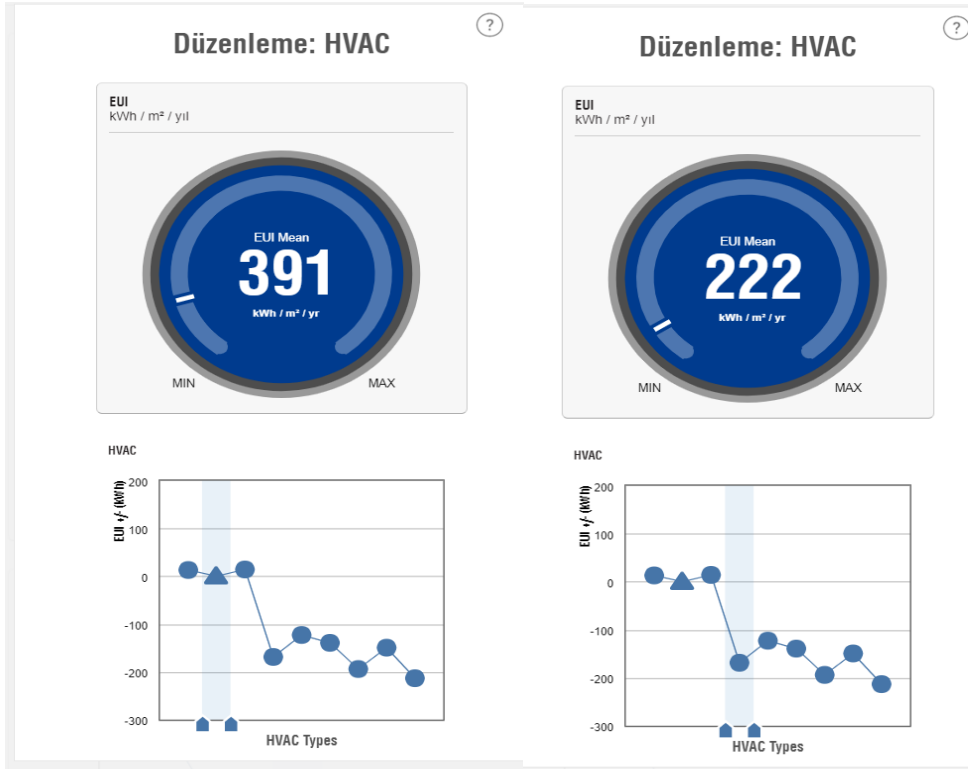 ?
Düzenleme: HVAC
EUI
kWh / m² / yıl
EUI Mean
391
kWh / m² / yr
MIN
MAX
HVAC
EUI +/- (kWh)
200
100
0
-100
-200
-300
HVAC Types
?
Düzenleme: HVAC
EUI
kWh / m² / yıl
EUI Mean
222
kWh / m² / yr
MIN
MAX
HVAC
EUI +/- (kWh)
200
100
0
-100
-200
-300
HVAC Types